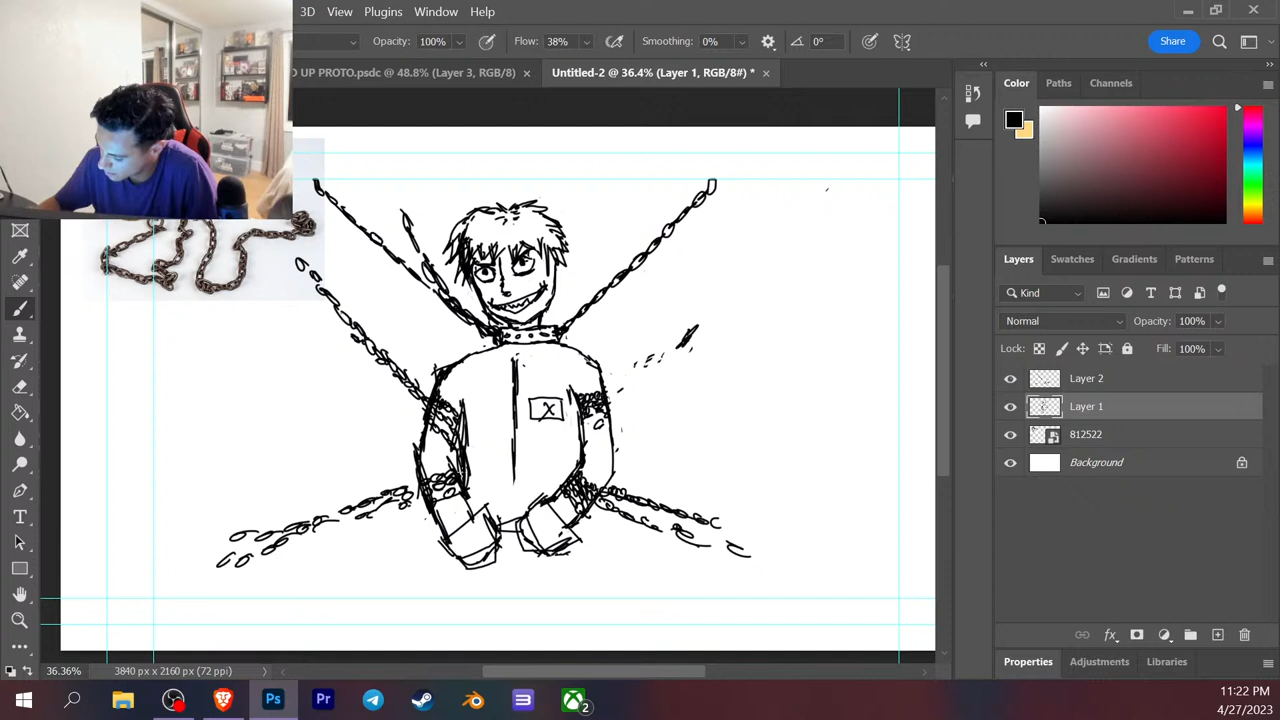 3D View Plugins Window Help
Opacity: 100% Flow: 38% Smoothing: 0% 0° Share
D UP PROTO.psdc @ 48.8% (Layer 3, RGB/8) × Untitled-2 @ 36.4% (Layer 1, RGB/8#) * ×
Color Paths Channels
X
Layers Swatches Gradients Patterns
Kind
Normal Opacity: 100%
Lock: Fill: 100%
Layer 2
Layer 1
812522
Background
fx
Properties Adjustments Libraries
36.36% 3840 px x 2160 px (72 ppi)
Ps Pr 2
11:22 PM
4/27/2023